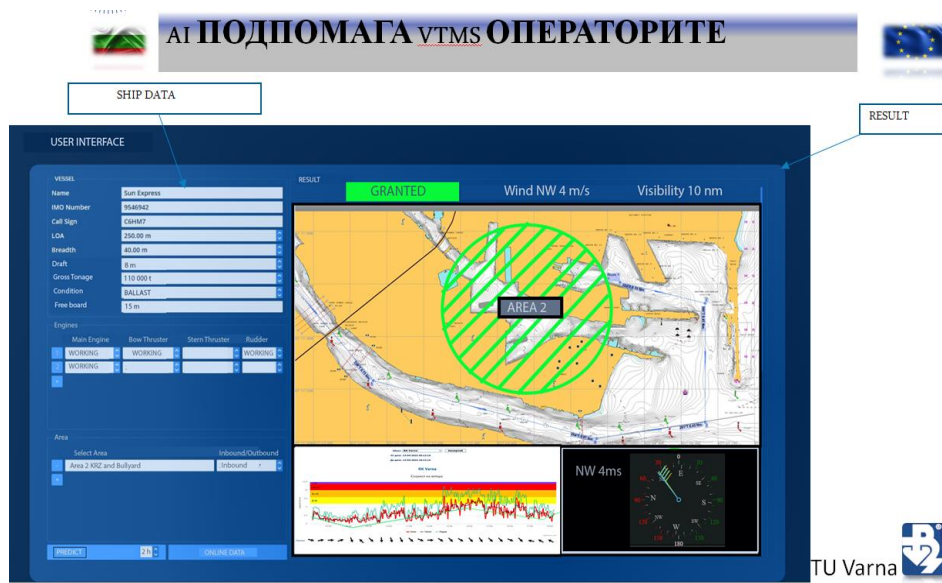 AI ПОДПОМАГА VTMS ОПЕРАТОРИТЕ
SHIP DATA
RESULT
USER INTERFACE
VESSEL
Name Sun Express
IMO Number 9546942
Call Sign C6HM7
LOA 250.00 m
Breadth 40.00 m
Draft 8 m
Gross Tonage 110 000 t
Condition BALLAST
Free board 15 m
Engines
Main Engine Bow Thruster Stern Thruster Rudder
WORKING WORKING WORKING
WORKING
Area
Select Area Inbound/Outbound
Area 2 KRZ and Bullyard Inbound
PREDICT 2 h ONLINE DATA
RESULT
GRANTED Wind NW 4 m/s Visibility 10 nm
AREA 2
NW 4ms
0
E
N
S
W
180
TU Varna